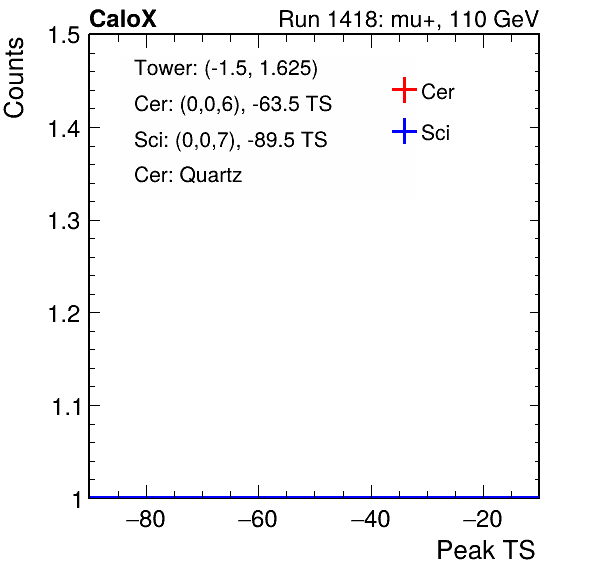 CaloX Run 1418: mu+, 110 GeV
Counts
1.5
1.4
1.3
1.2
1.1
1
Tower: (-1.5, 1.625)
Cer: (0,0,6), -63.5 TS
Sci: (0,0,7), -89.5 TS
Cer: Quartz
Cer
Sci
−80 −60 −40 −20
Peak TS